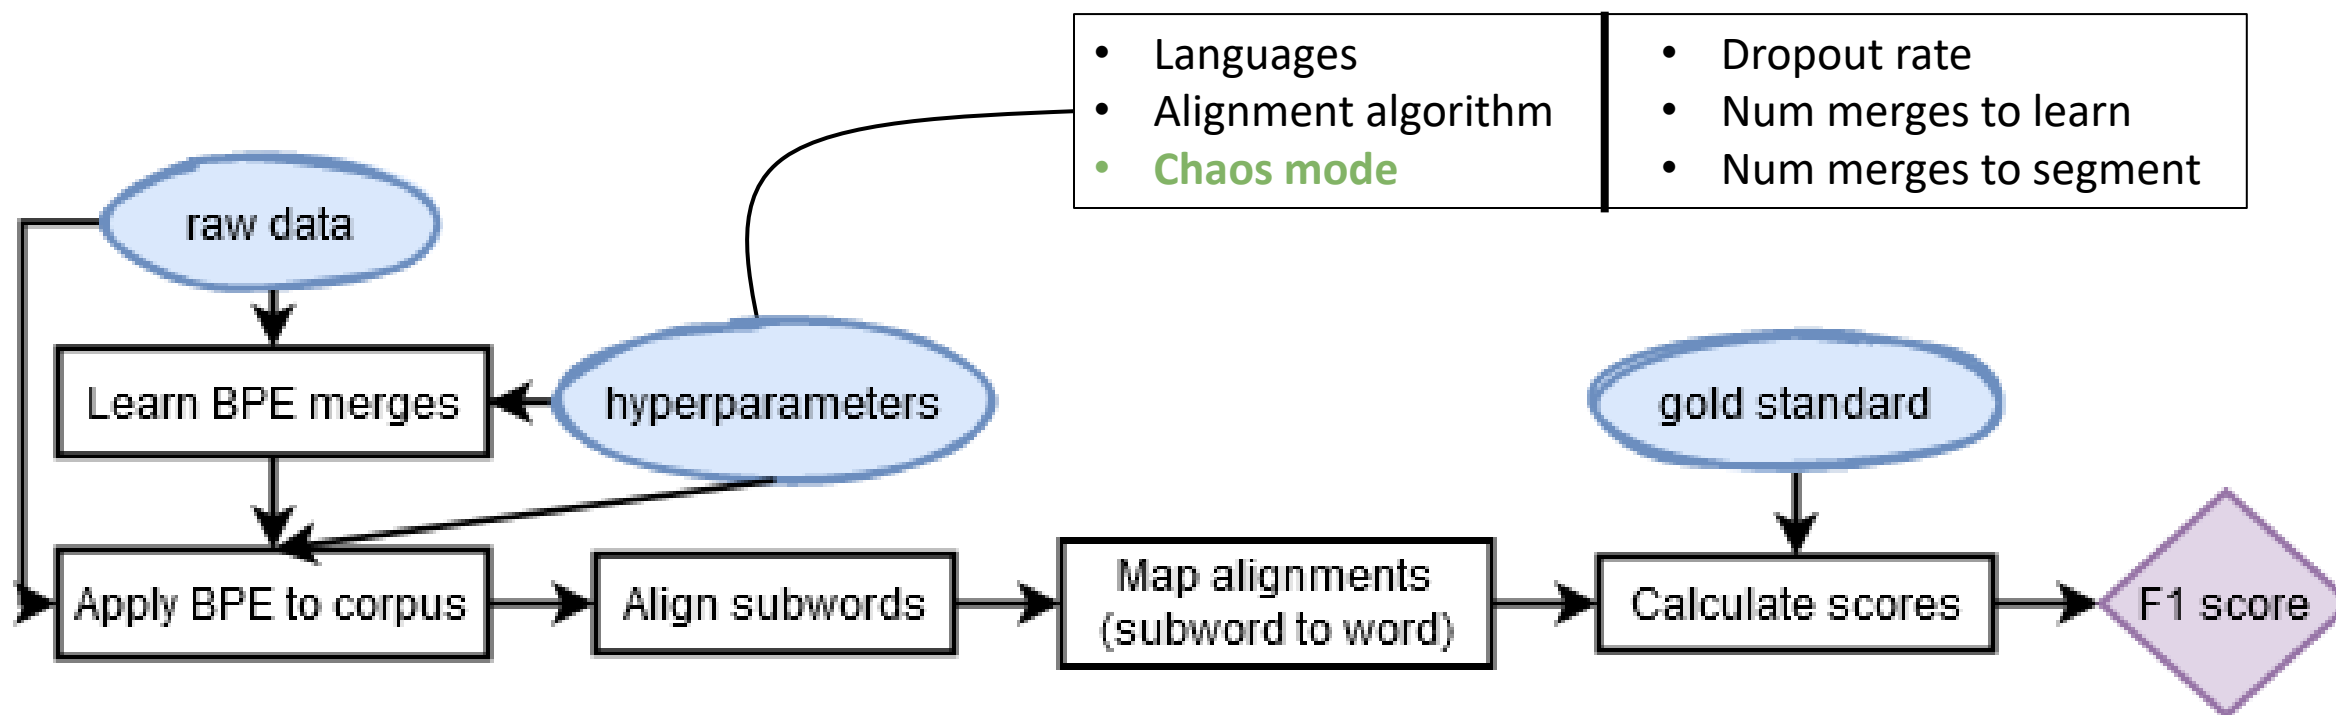 • Languages
• Alignment algorithm
• Chaos mode
• Dropout rate
• Num merges to learn
• Num merges to segment
raw data
Learn BPE merges
hyperparameters
gold standard
Apply BPE to corpus
Align subwords
Map alignments
(subword to word)
Calculate scores
F1 score